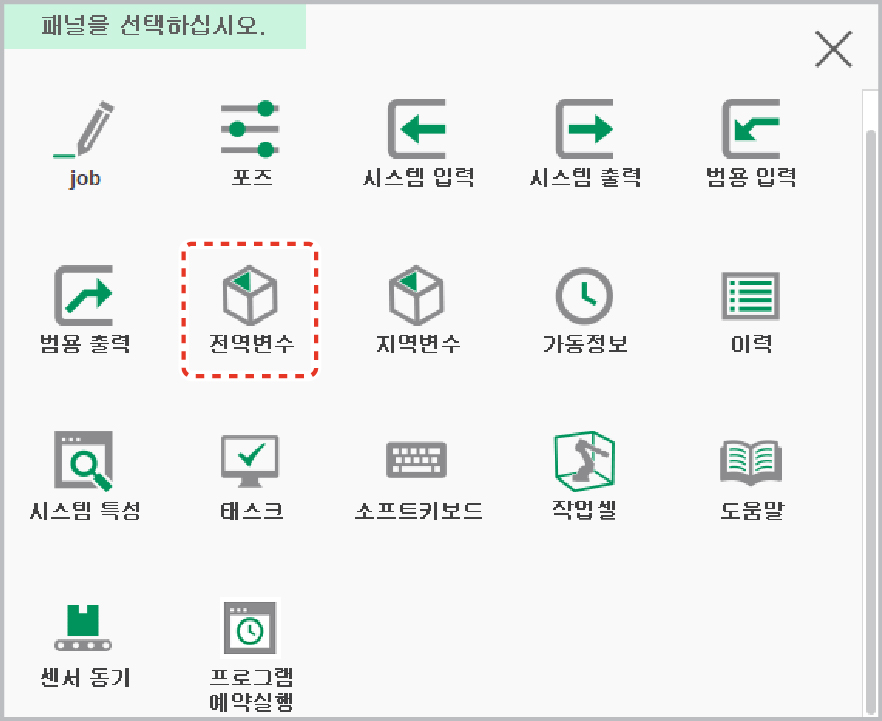 패널을 선택하십시오.
job
포즈
시스템 입력
시스템 출력
범용 입력
범용 출력
전역변수
지역변수
가동정보
이력
시스템 특성
태스크
소프트키보드
작업셀
도움말
센서 동기
프로그램
예약실행